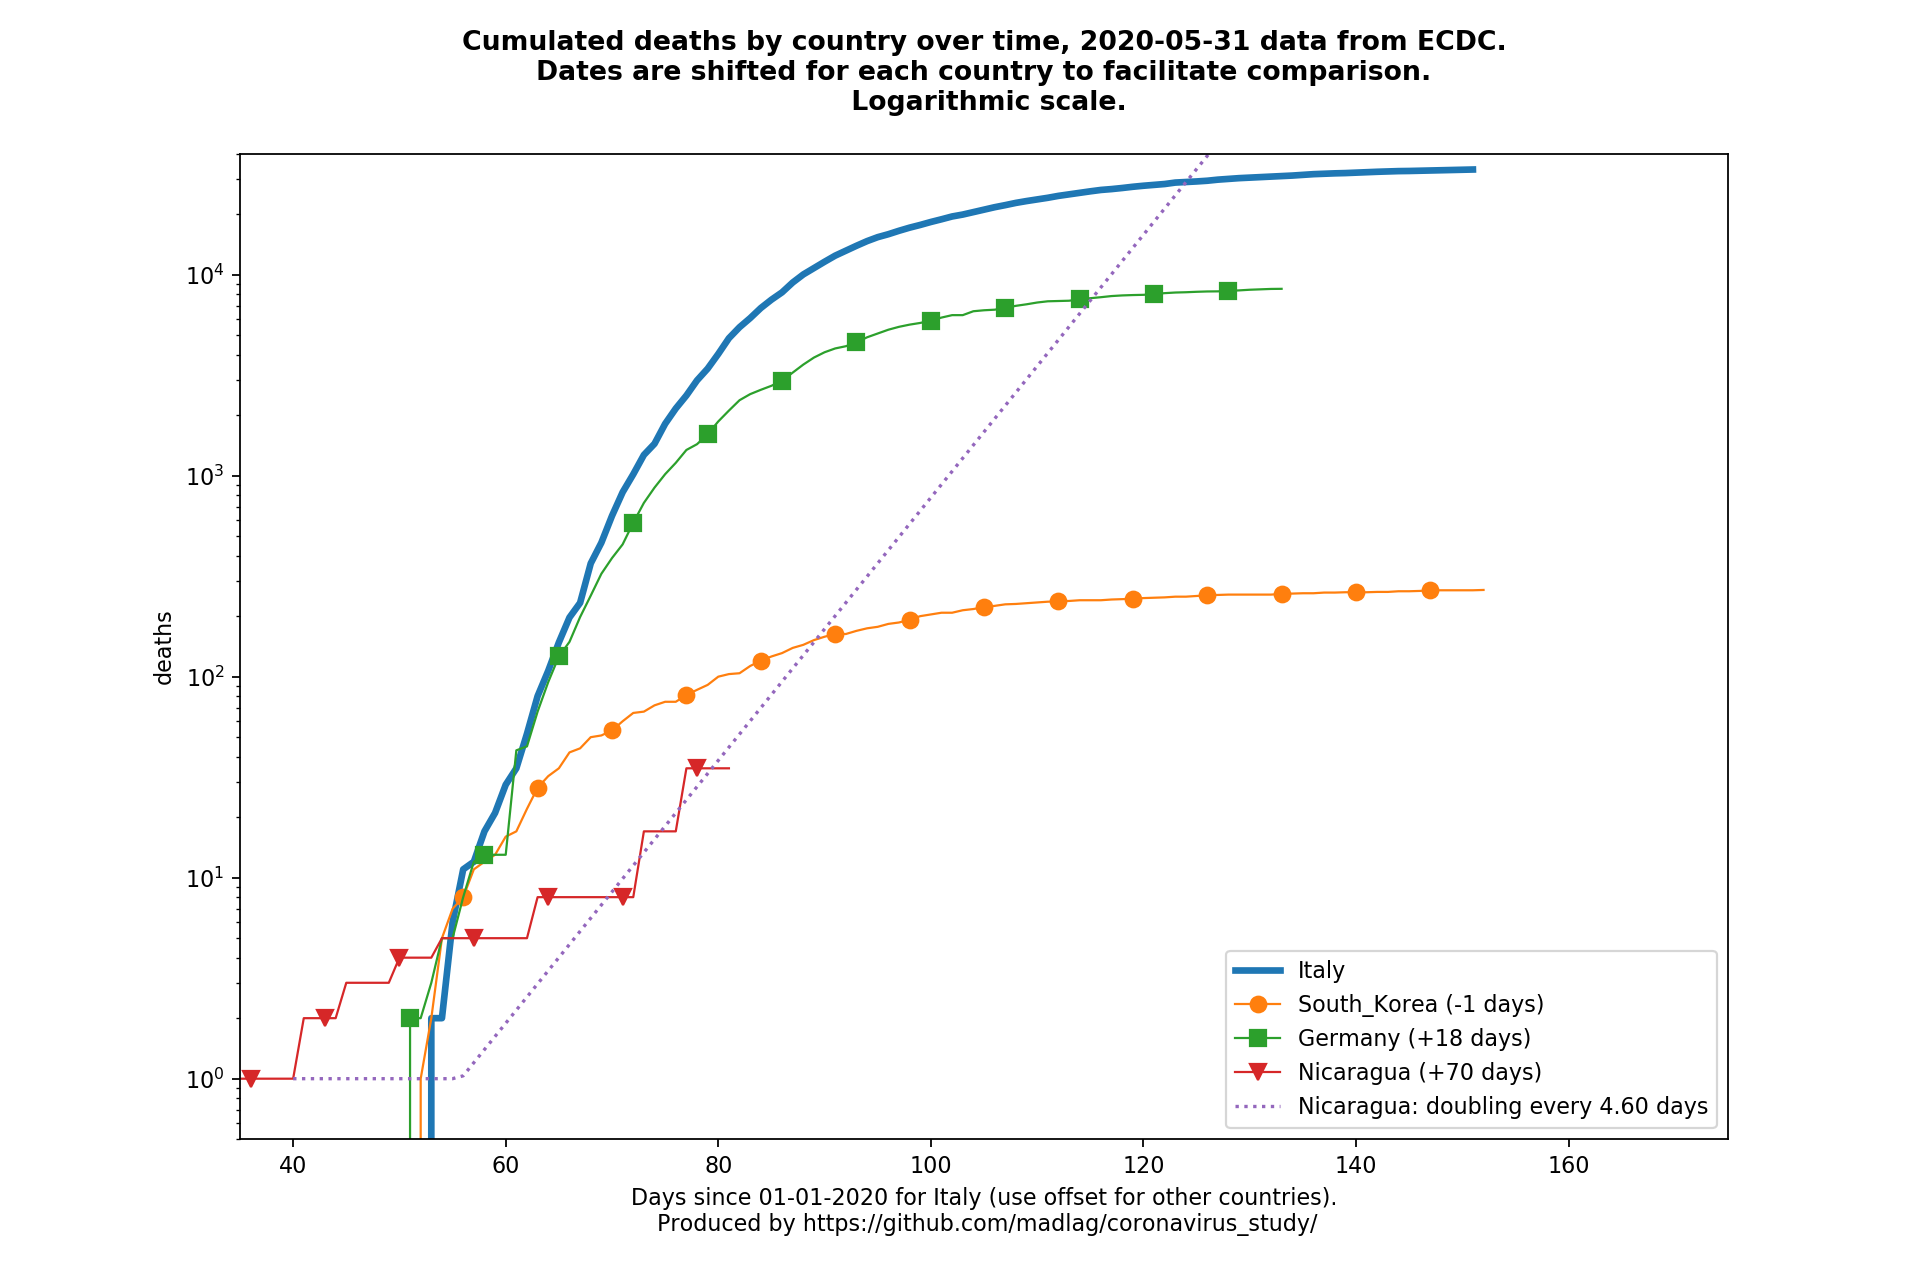 Cumulated deaths by country over time, 2020-05-31 data from ECDC.
Dates are shifted for each country to facilitate comparison.
Logarithmic scale.
10^4
10^3
10^2
10^1
10^0
deaths
Italy
South_Korea (-1 days)
Germany (+18 days)
Nicaragua (+70 days)
Nicaragua: doubling every 4.60 days
40 60 80 100 120 140 160
Days since 01-01-2020 for Italy (use offset for other countries).
Produced by https://github.com/madlag/coronavirus_study/